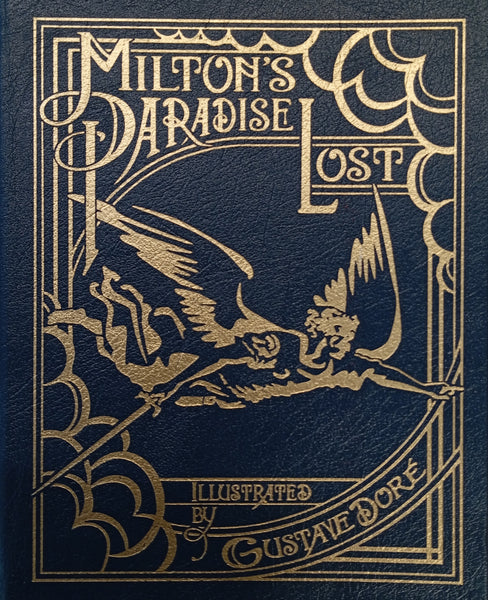 MILTON'S
PARADISE
LOST
ILLUSTRATED
BY
GUSTAVE DORÉ